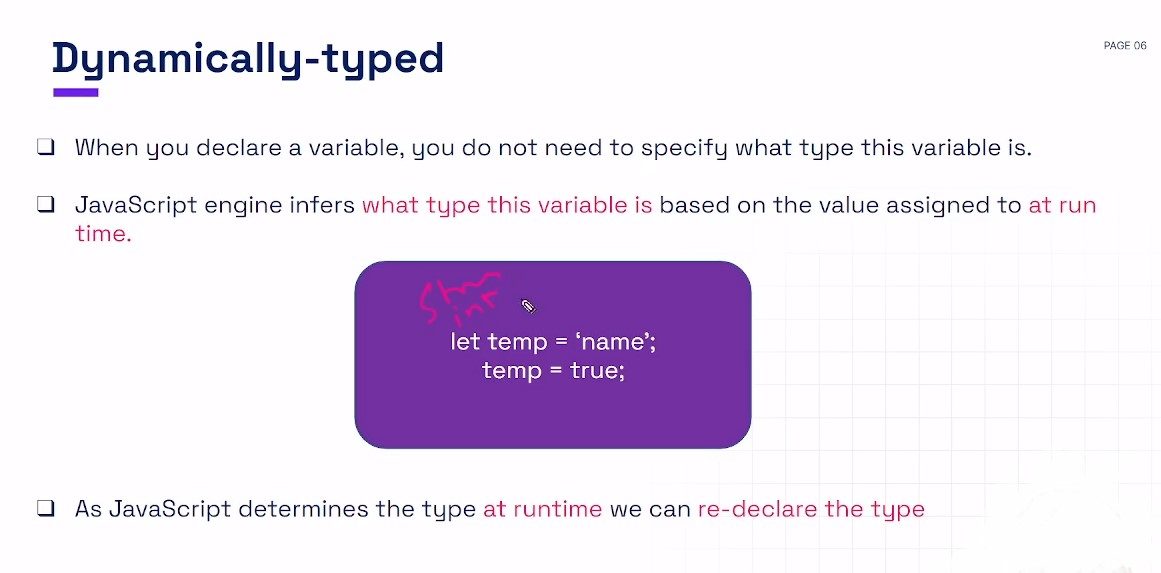 Dynamically-typed
PAGE 06
❑ When you declare a variable, you do not need to specify what type this variable is.
❑ JavaScript engine infers what type this variable is based on the value assigned to at run
time.
int
let temp = ‘name’;
temp = true;
❑ As JavaScript determines the type at runtime we can re-declare the type